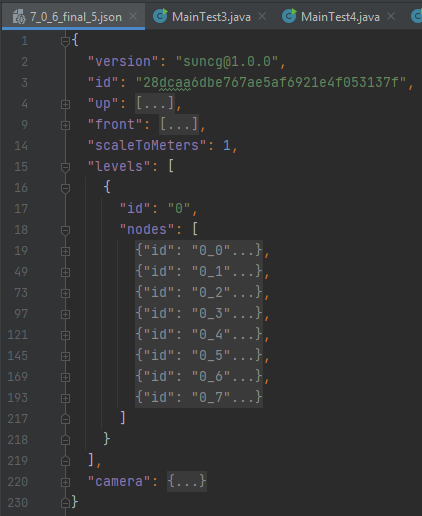 7_0_6_final_5.json × MainTest3.java × MainTest4.java ×
1 {
2 "version": "suncg@1.0.0",
3 "id": "28dcaa6dbe767ae5af6921e4f053137f",
4 "up": [...],
9 "front": [...],
14 "scaleToMeters": 1,
15 "levels": [
16 {
17 "id": "0",
18 "nodes": [
19 {"id": "0_0"...},
49 {"id": "0_1"...},
73 {"id": "0_2"...},
97 {"id": "0_3"...},
121 {"id": "0_4"...},
145 {"id": "0_5"...},
169 {"id": "0_6"...},
193 {"id": "0_7"...}
217 ]
218 }
219 ],
220 "camera": {...}
230 }